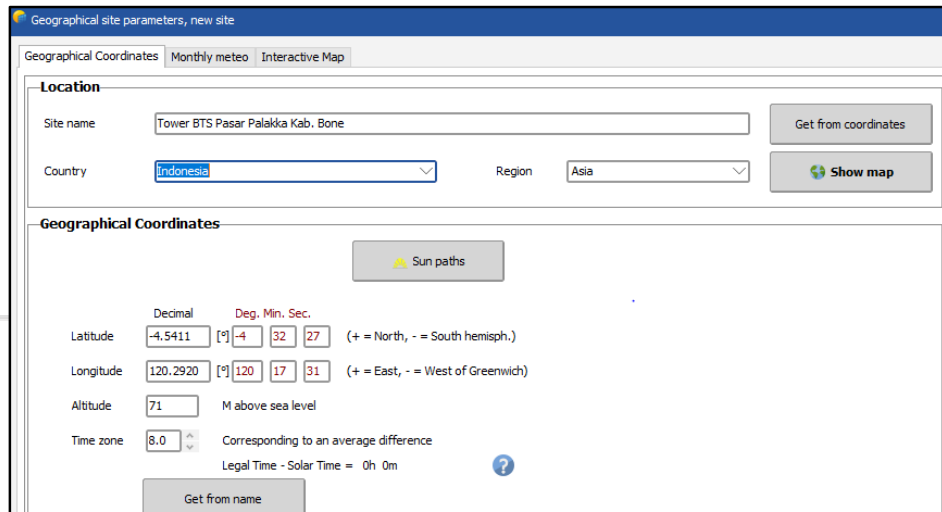 Geographical site parameters, new site
Geographical Coordinates Monthly meteo Interactive Map
Location
Site name Tower BTS Pasar Palakka Kab. Bone Get from coordinates
Country Indonesia Region Asia Show map
Geographical Coordinates
Sun paths
Decimal Deg. Min. Sec.
Latitude -4.5411 [°] -4 32 27 (+ = North, - = South hemisph.)
Longitude 120.2920 [°] 120 17 31 (+ = East, - = West of Greenwich)
Altitude 71 M above sea level
Time zone 8.0 Corresponding to an average difference
Legal Time - Solar Time = 0h 0m ?
Get from name